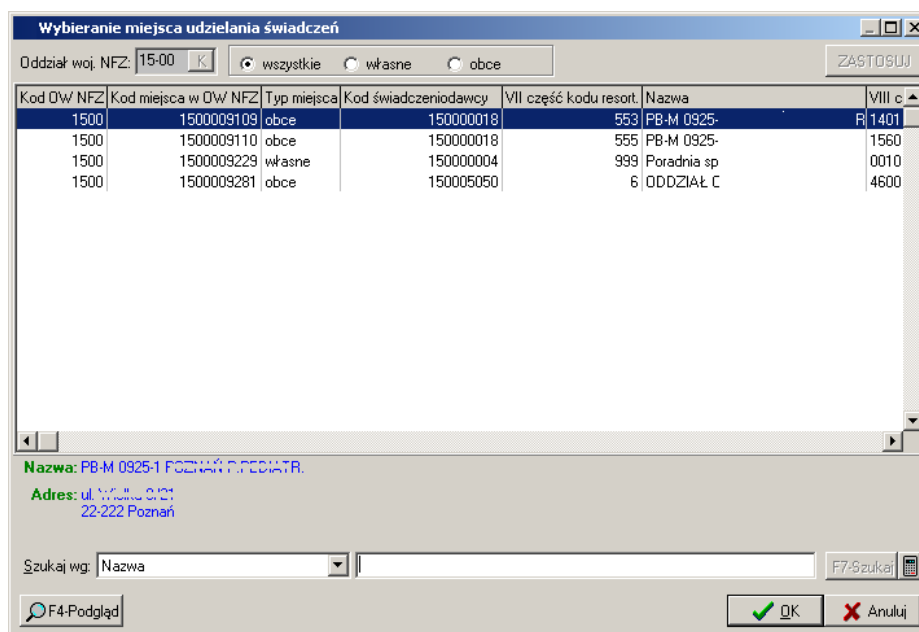 Wybieranie miejsca udzielania świadczeń
Oddział woj. NFZ: 15-00 K wszystkie własne obce ZASTOSUJ
Kod OW NFZ Kod miejsca w OW NFZ Typ miejsca Kod świadczeniodawcy VII część kodu resort. Nazwa VIII c
1500 1500009109 obce 150000018 553 PB-M 0925- R 1401
1500 1500009110 obce 150000018 555 PB-M 0925- 1560
1500 1500009229 własne 150000004 999 Poradnia sp 0010
1500 1500009281 obce 150005050 6 ODDZIAŁ 4600
Nazwa: PB-M 0925-1 POZNAŃ P.PEDIATR.
Adres: ul.
22-222 Poznań
Szukaj wg: Nazwa F7-Szukaj
F4-Podgląd OK Anuluj